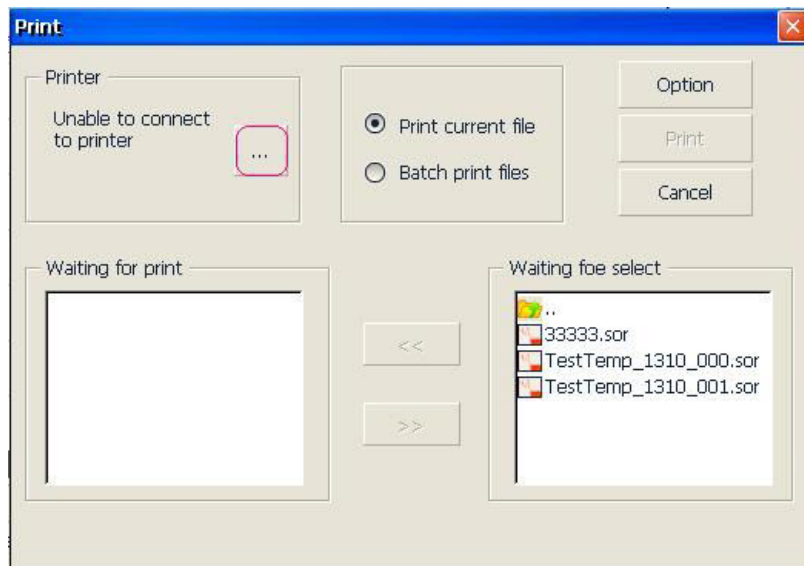 Print
Printer
Unable to connect
to printer
...
Print current file
Batch print files
Option
Print
Cancel
Waiting for print
<<
>>
Waiting foe select
..
33333.sor
TestTemp_1310_000.sor
TestTemp_1310_001.sor